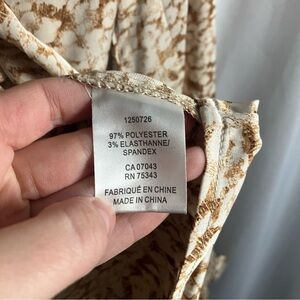 1250726
97% POLYESTER
3% ELASTHANNE/
SPANDEX
CA 07043
RN 75343
FABRIQUÉ EN CHINE
MADE IN CHINA